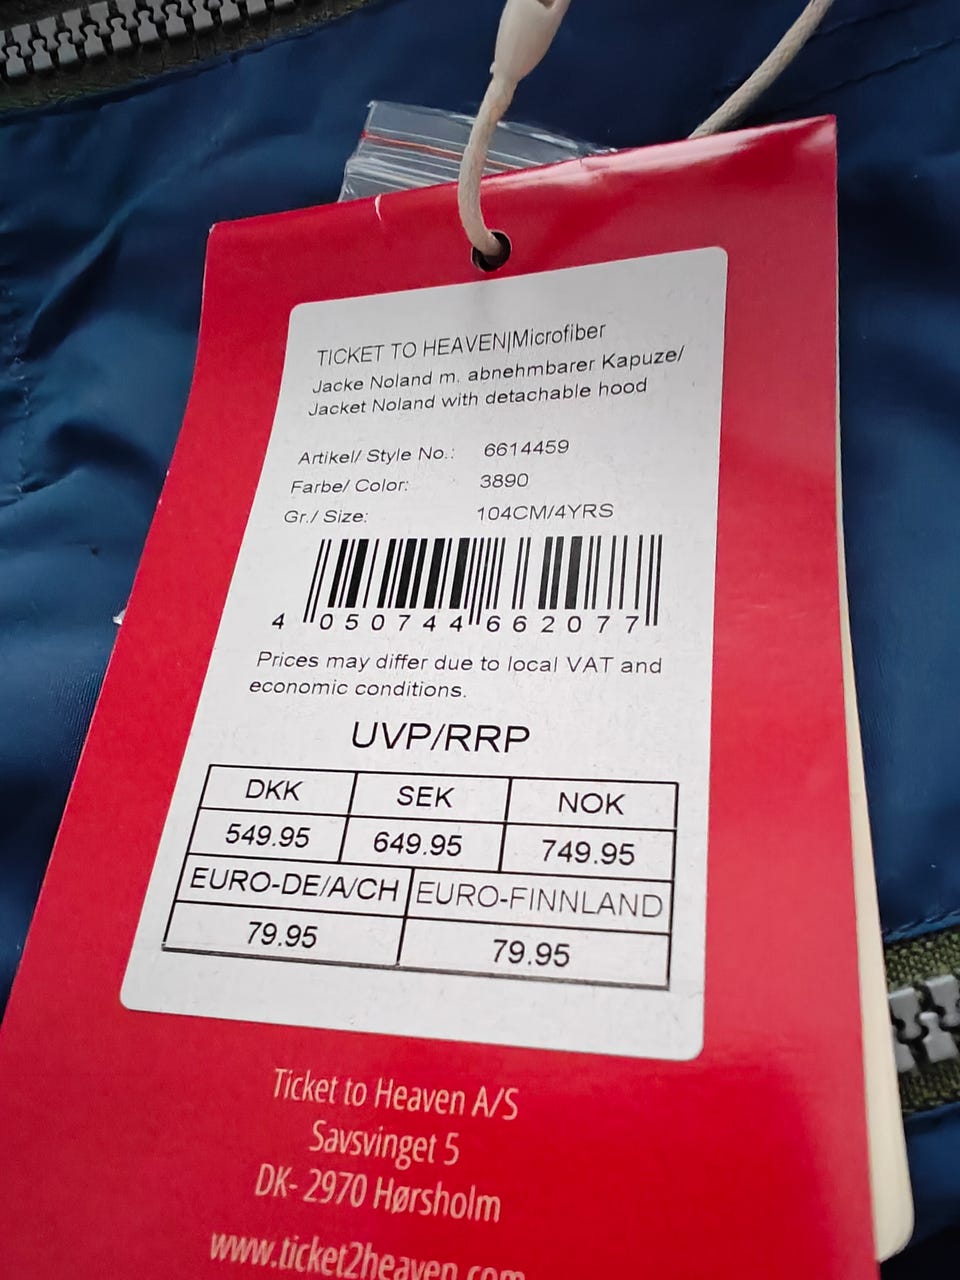 TICKET TO HEAVEN|Microfiber
Jacke Noland m. abnehmbarer Kapuze/
Jacket Noland with detachable hood
Artikel/ Style No.: 6614459
Farbe/ Color: 3890
Gr./ Size: 104CM/4YRS
4 050744 662077
Prices may differ due to local VAT and
economic conditions.
UVP/RRP
DKK SEK NOK
549.95 649.95 749.95
EURO-DE/A/CH EURO-FINNLAND
79.95 79.95
Ticket to Heaven A/S
Savsvinget 5
DK- 2970 Hørsholm
www.ticket2heaven.com